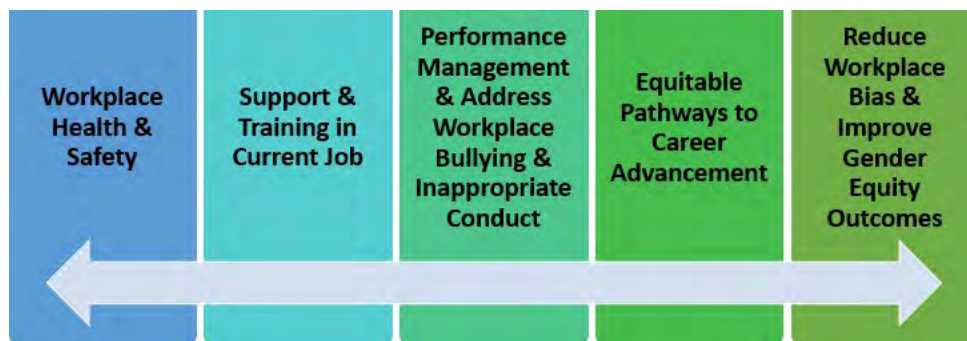 Workplace
Health &
Safety
Support &
Training in
Current Job
Performance
Management
& Address
Workplace
Bullying &
Inappropriate
Conduct
Equitable
Pathways to
Career
Advancement
Reduce
Workplace
Bias &
Improve
Gender
Equity
Outcomes